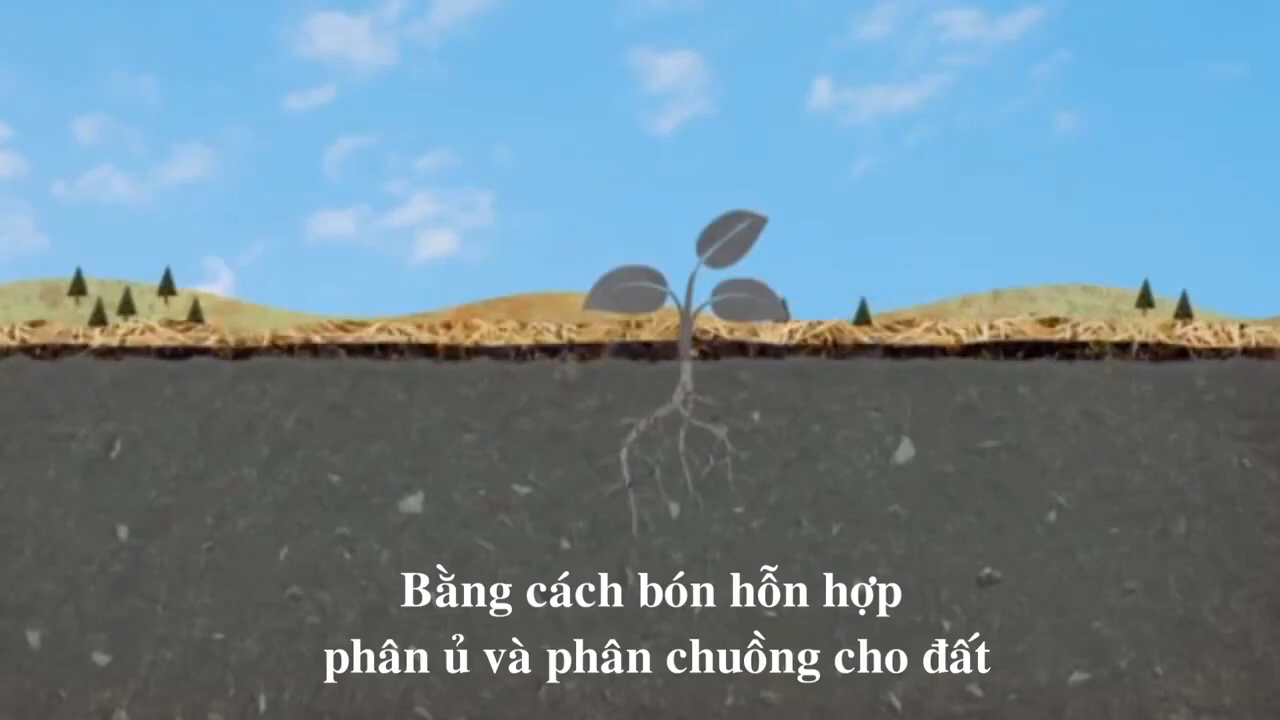 Bằng cách bón hỗn hợp
phân ủ và phân chuồng cho đất